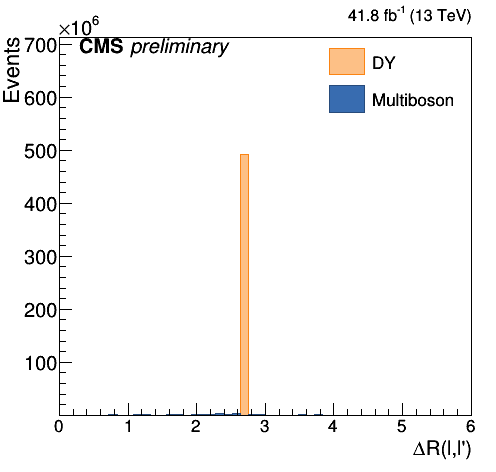 41.8 fb⁻¹ (13 TeV)
×10⁶
CMS preliminary
Events
700
600
500
400
300
200
100
DY
Multiboson
0 1 2 3 4 5 6
ΔR(l,l')